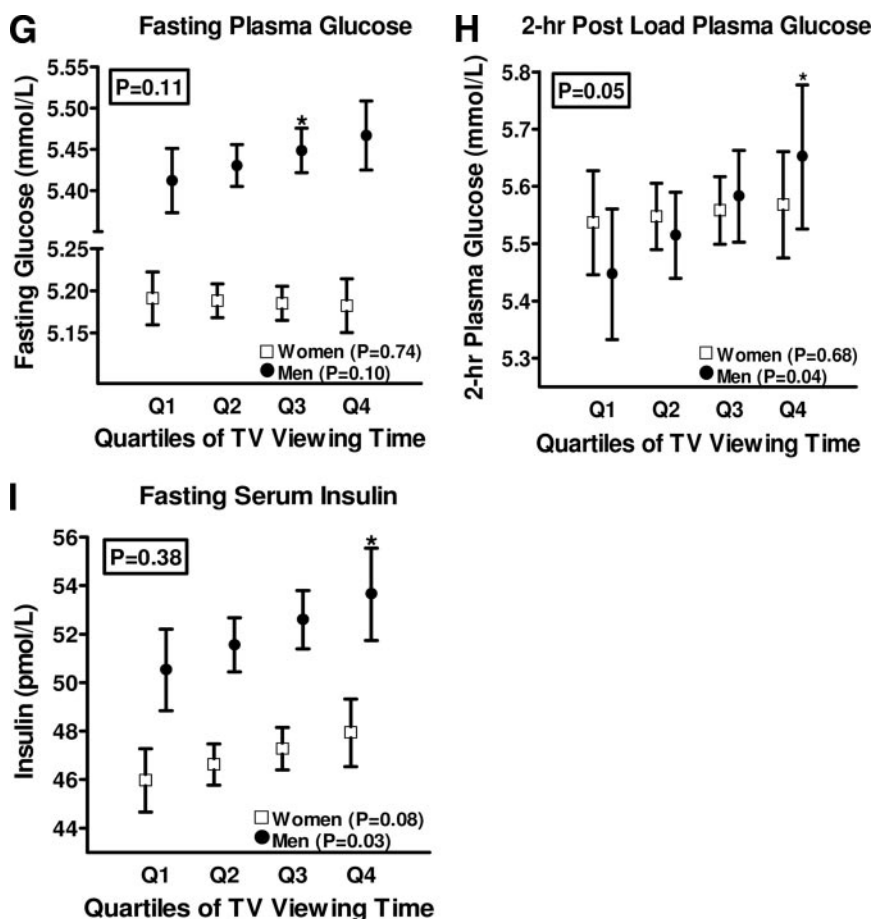 G Fasting Plasma Glucose
Fasting Glucose (mmol/L)
5.55
5.50
5.45
5.40
5.25
5.20
5.15
P=0.11
*
Women (P=0.74)
Men (P=0.10)
Q1 Q2 Q3 Q4
Quartiles of TV Viewing Time
H 2-hr Post Load Plasma Glucose
2-hr Plasma Glucose (mmol/L)
5.8
5.7
5.6
5.5
5.4
5.3
P=0.05
*
Women (P=0.68)
Men (P=0.04)
Q1 Q2 Q3 Q4
Quartiles of TV Viewing Time
I Fasting Serum Insulin
Insulin (pmol/L)
56
54
52
50
48
46
44
P=0.38
*
Women (P=0.08)
Men (P=0.03)
Q1 Q2 Q3 Q4
Quartiles of TV Viewing Time